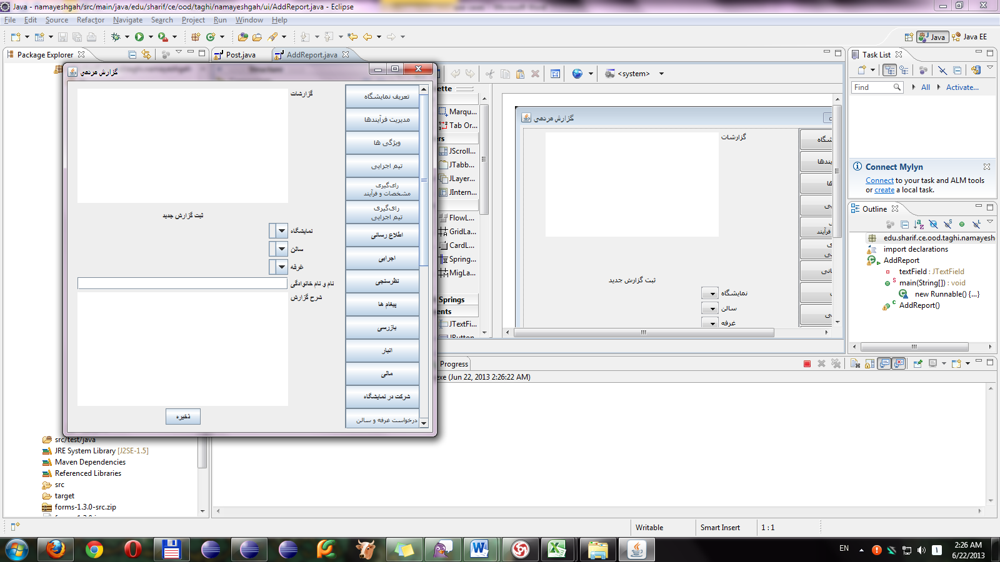 Java - namayeshgah/src/main/java/edu/sharif/ce/ood/taghi/namayeshgah/ui/AddReport.java - Eclipse
File Edit Source Refactor Navigate Search Project Run Window Help
Java Java EE
Package Explorer
Post.java
AddReport.java
Task List
<system>
Find
All
Activate...
گزارش مردمی
گزارشات
تعریف نمایشگاه
مدیریت فرآیندها
ویژگی ها
تیم اجرایی
رای‌گیری
مشخصات و فرآیند
رای‌گیری
تیم اجرایی
اطلاع رسانی
اجرایی
نظرسنجی
پیغام ها
بازرسی
انبار
مالی
شرکت در نمایشگاه
درخواست غرفه و سالن
ثبت گزارش جدید
نمایشگاه
سالن
غرفه
نام و نام خانوادگی
شرح گزارش
ذخیره
ette
Marqu...
Tab Or...
ers
JScroll...
JTabb...
JLayer...
JIntern...
FlowL...
GridLa...
CardL...
Spring...
MigLa...
Springs
ents
JTextFi...
JButton
گزارش مردمی
گزارشات
ثبت گزارش جدید
نمایشگاه
سالن
غرفه
شگاه
یندها
ها
یی
فرآیند
ی
یی
انی
ی
Connect Mylyn
Connect to your task and ALM tools
or create a local task.
Outline
edu.sharif.ce.ood.taghi.namayesh
import declarations
AddReport
textField : JTextField
main(String[]) : void
new Runnable() {...}
AddReport()
Progress
exe (Jun 22, 2013 2:26:22 AM)
src/test/java
JRE System Library [J2SE-1.5]
Maven Dependencies
Referenced Libraries
src
target
forms-1.3.0-src.zip
Writable
Smart Insert
1 : 1
EN
2:26 AM
6/22/2013